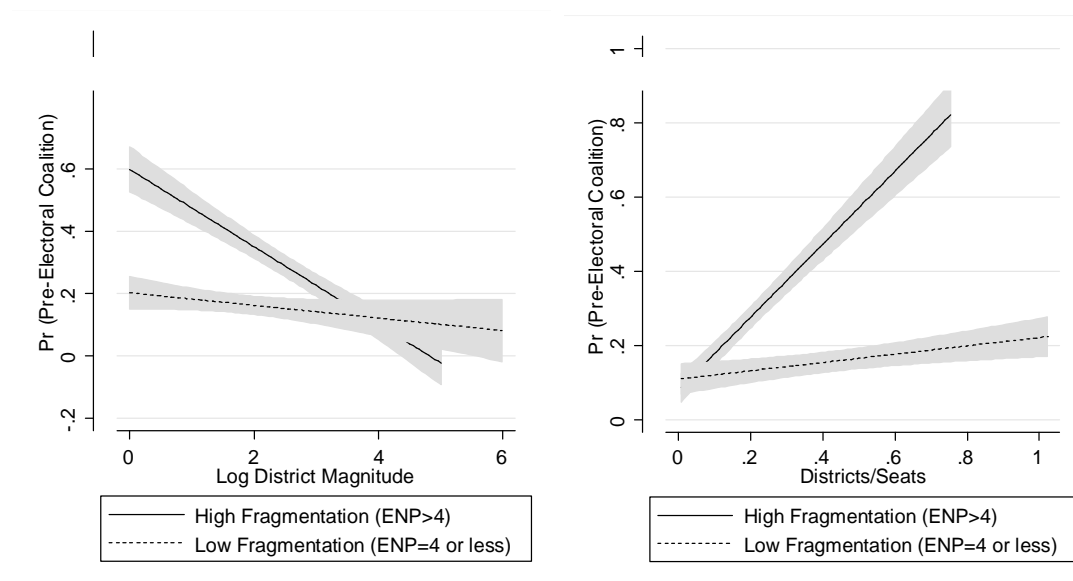 Pr (Pre-Electoral Coalition)
.6
.4
.2
0
-.2
0 2 4 6
Log District Magnitude
High Fragmentation (ENP>4)
Low Fragmentation (ENP=4 or less)
Pr (Pre-Electoral Coalition)
1
.8
.6
.4
.2
0
0 .2 .4 .6 .8 1
Districts/Seats
High Fragmentation (ENP>4)
Low Fragmentation (ENP=4 or less)